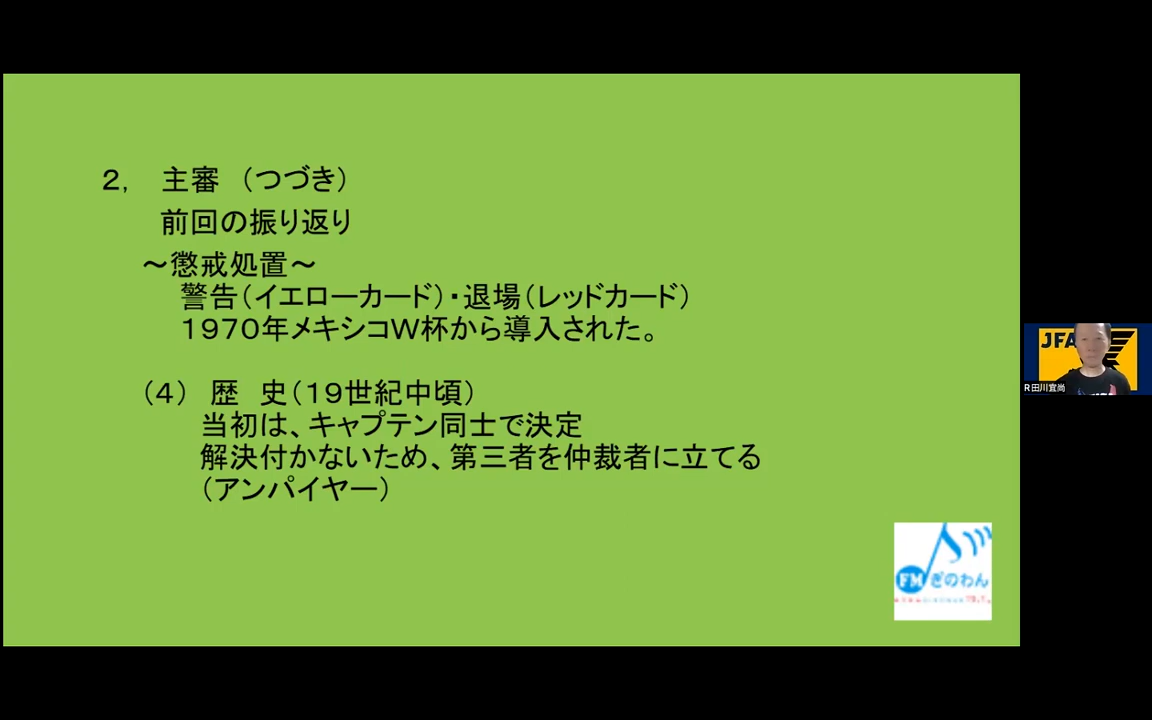 ２,　主審　（つづき）
前回の振り返り
～懲戒処置～
警告（イエローカード）・退場（レッドカード）
１９７０年メキシコＷ杯から導入された。
（４）　歴　史（１９世紀中頃）
当初は、キャプテン同士で決定
解決付かないため、第三者を仲裁者に立てる
（アンパイヤー）
FMぎのわん
JFA
R田川宜尚